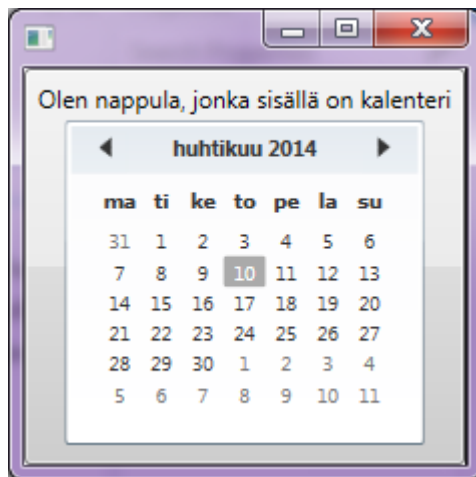 Olen nappula, jonka sisällä on kalenteri
huhtikuu 2014
ma ti ke to pe la su
31 1 2 3 4 5 6
7 8 9 10 11 12 13
14 15 16 17 18 19 20
21 22 23 24 25 26 27
28 29 30 1 2 3 4
5 6 7 8 9 10 11